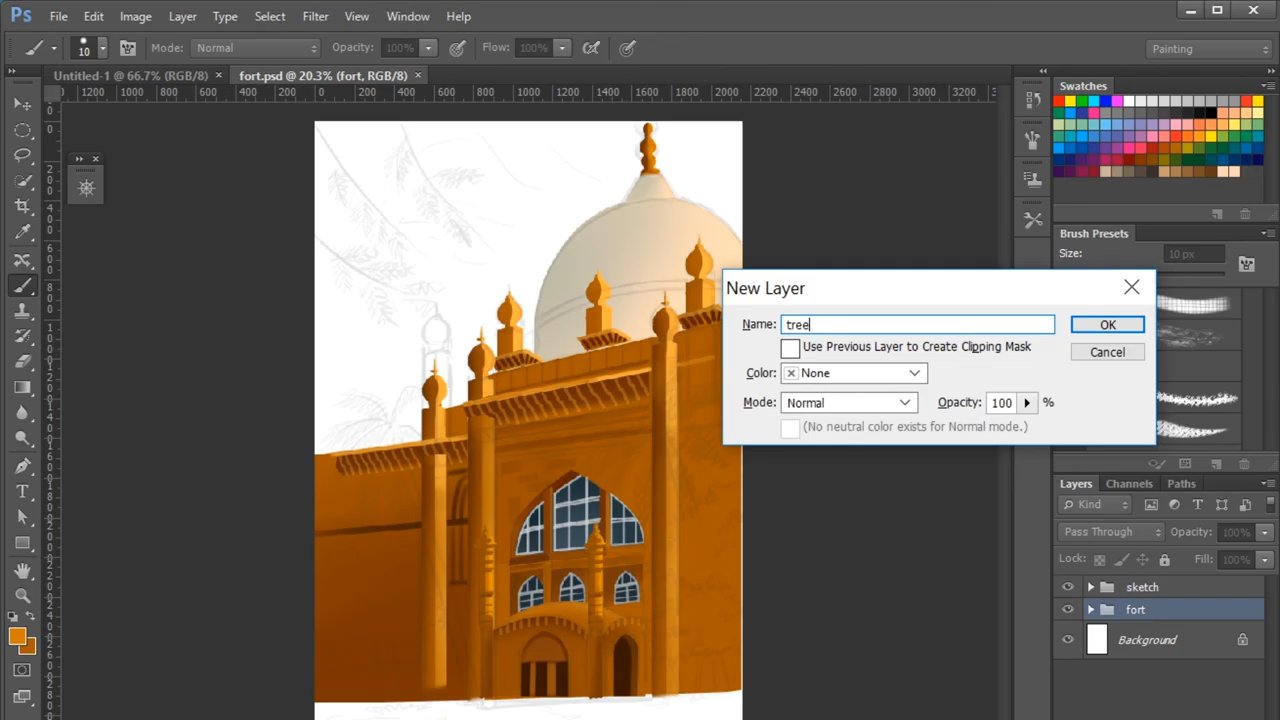 Ps File Edit Image Layer Type Select Filter View Window Help
10 Mode: Normal Opacity: 100% Flow: 100% Painting
Untitled-1 @ 66.7% (RGB/8) × fort.psd @ 20.3% (fort, RGB/8) ×
1200 1000 800 600 400 200 0 200 400 600 800 1000 1200 1400 1600 1800 2000 2200 2400 2600 2800 3000 3200
Swatches
Brush Presets
Size: 10 px
New Layer
Name: tree OK
Use Previous Layer to Create Clipping Mask
Cancel
Color: None
Mode: Normal Opacity: 100 %
(No neutral color exists for Normal mode.)
Layers Channels Paths
Kind
Pass Through Opacity: 100%
Lock: Fill: 100%
sketch
fort
Background